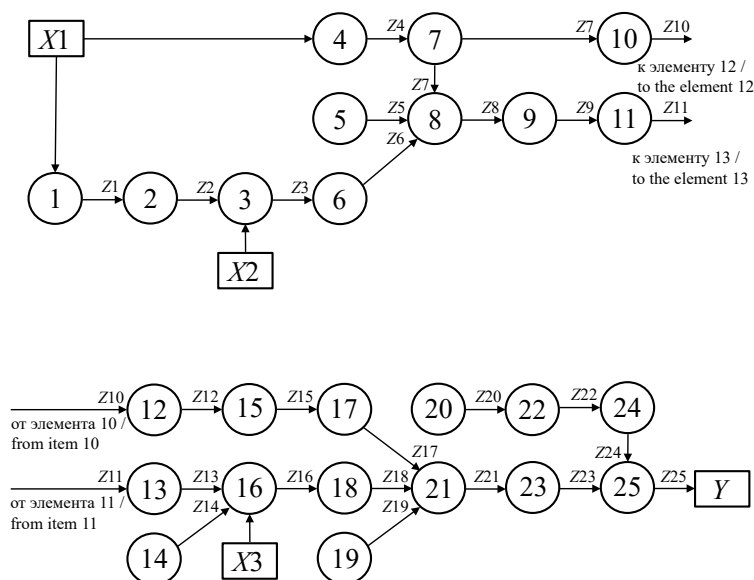 X1 4 Z4 7 Z7 10 Z10
к элементу 12 /
to the element 12
Z7
5 Z5 8 Z8 9 Z9 11 Z11
Z6
к элементу 13 /
to the element 13
1 Z1 2 Z2 3 Z3 6
X2
Z10 12 Z12 15 Z15 17 20 Z20 22 Z22 24
от элемента 10 /
from item 10
Z17 Z24
Z11 13 Z13 16 Z16 18 Z18 21 Z21 23 Z23 25 Z25 Y
от элемента 11 /
from item 11
Z14 Z19
14 X3 19